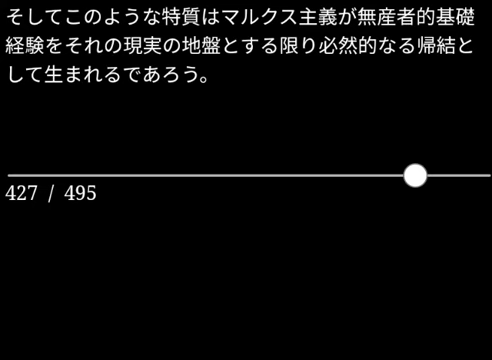 そしてこのような特質はマルクス主義が無産者的基礎
経験をそれの現実の地盤とする限り必然的なる帰結と
して生まれるであろう。
427 / 495